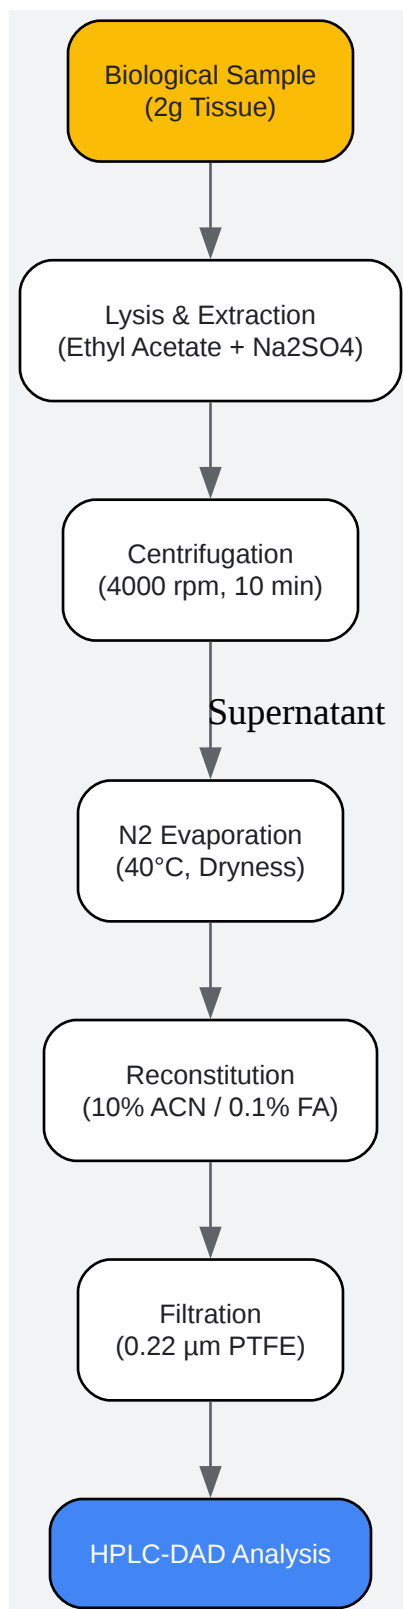 Biological Sample
(2g Tissue)
Lysis & Extraction
(Ethyl Acetate + Na2SO4)
Centrifugation
(4000 rpm, 10 min)
Supernatant
N2 Evaporation
(40°C, Dryness)
Reconstitution
(10% ACN / 0.1% FA)
Filtration
(0.22 µm PTFE)
HPLC-DAD Analysis